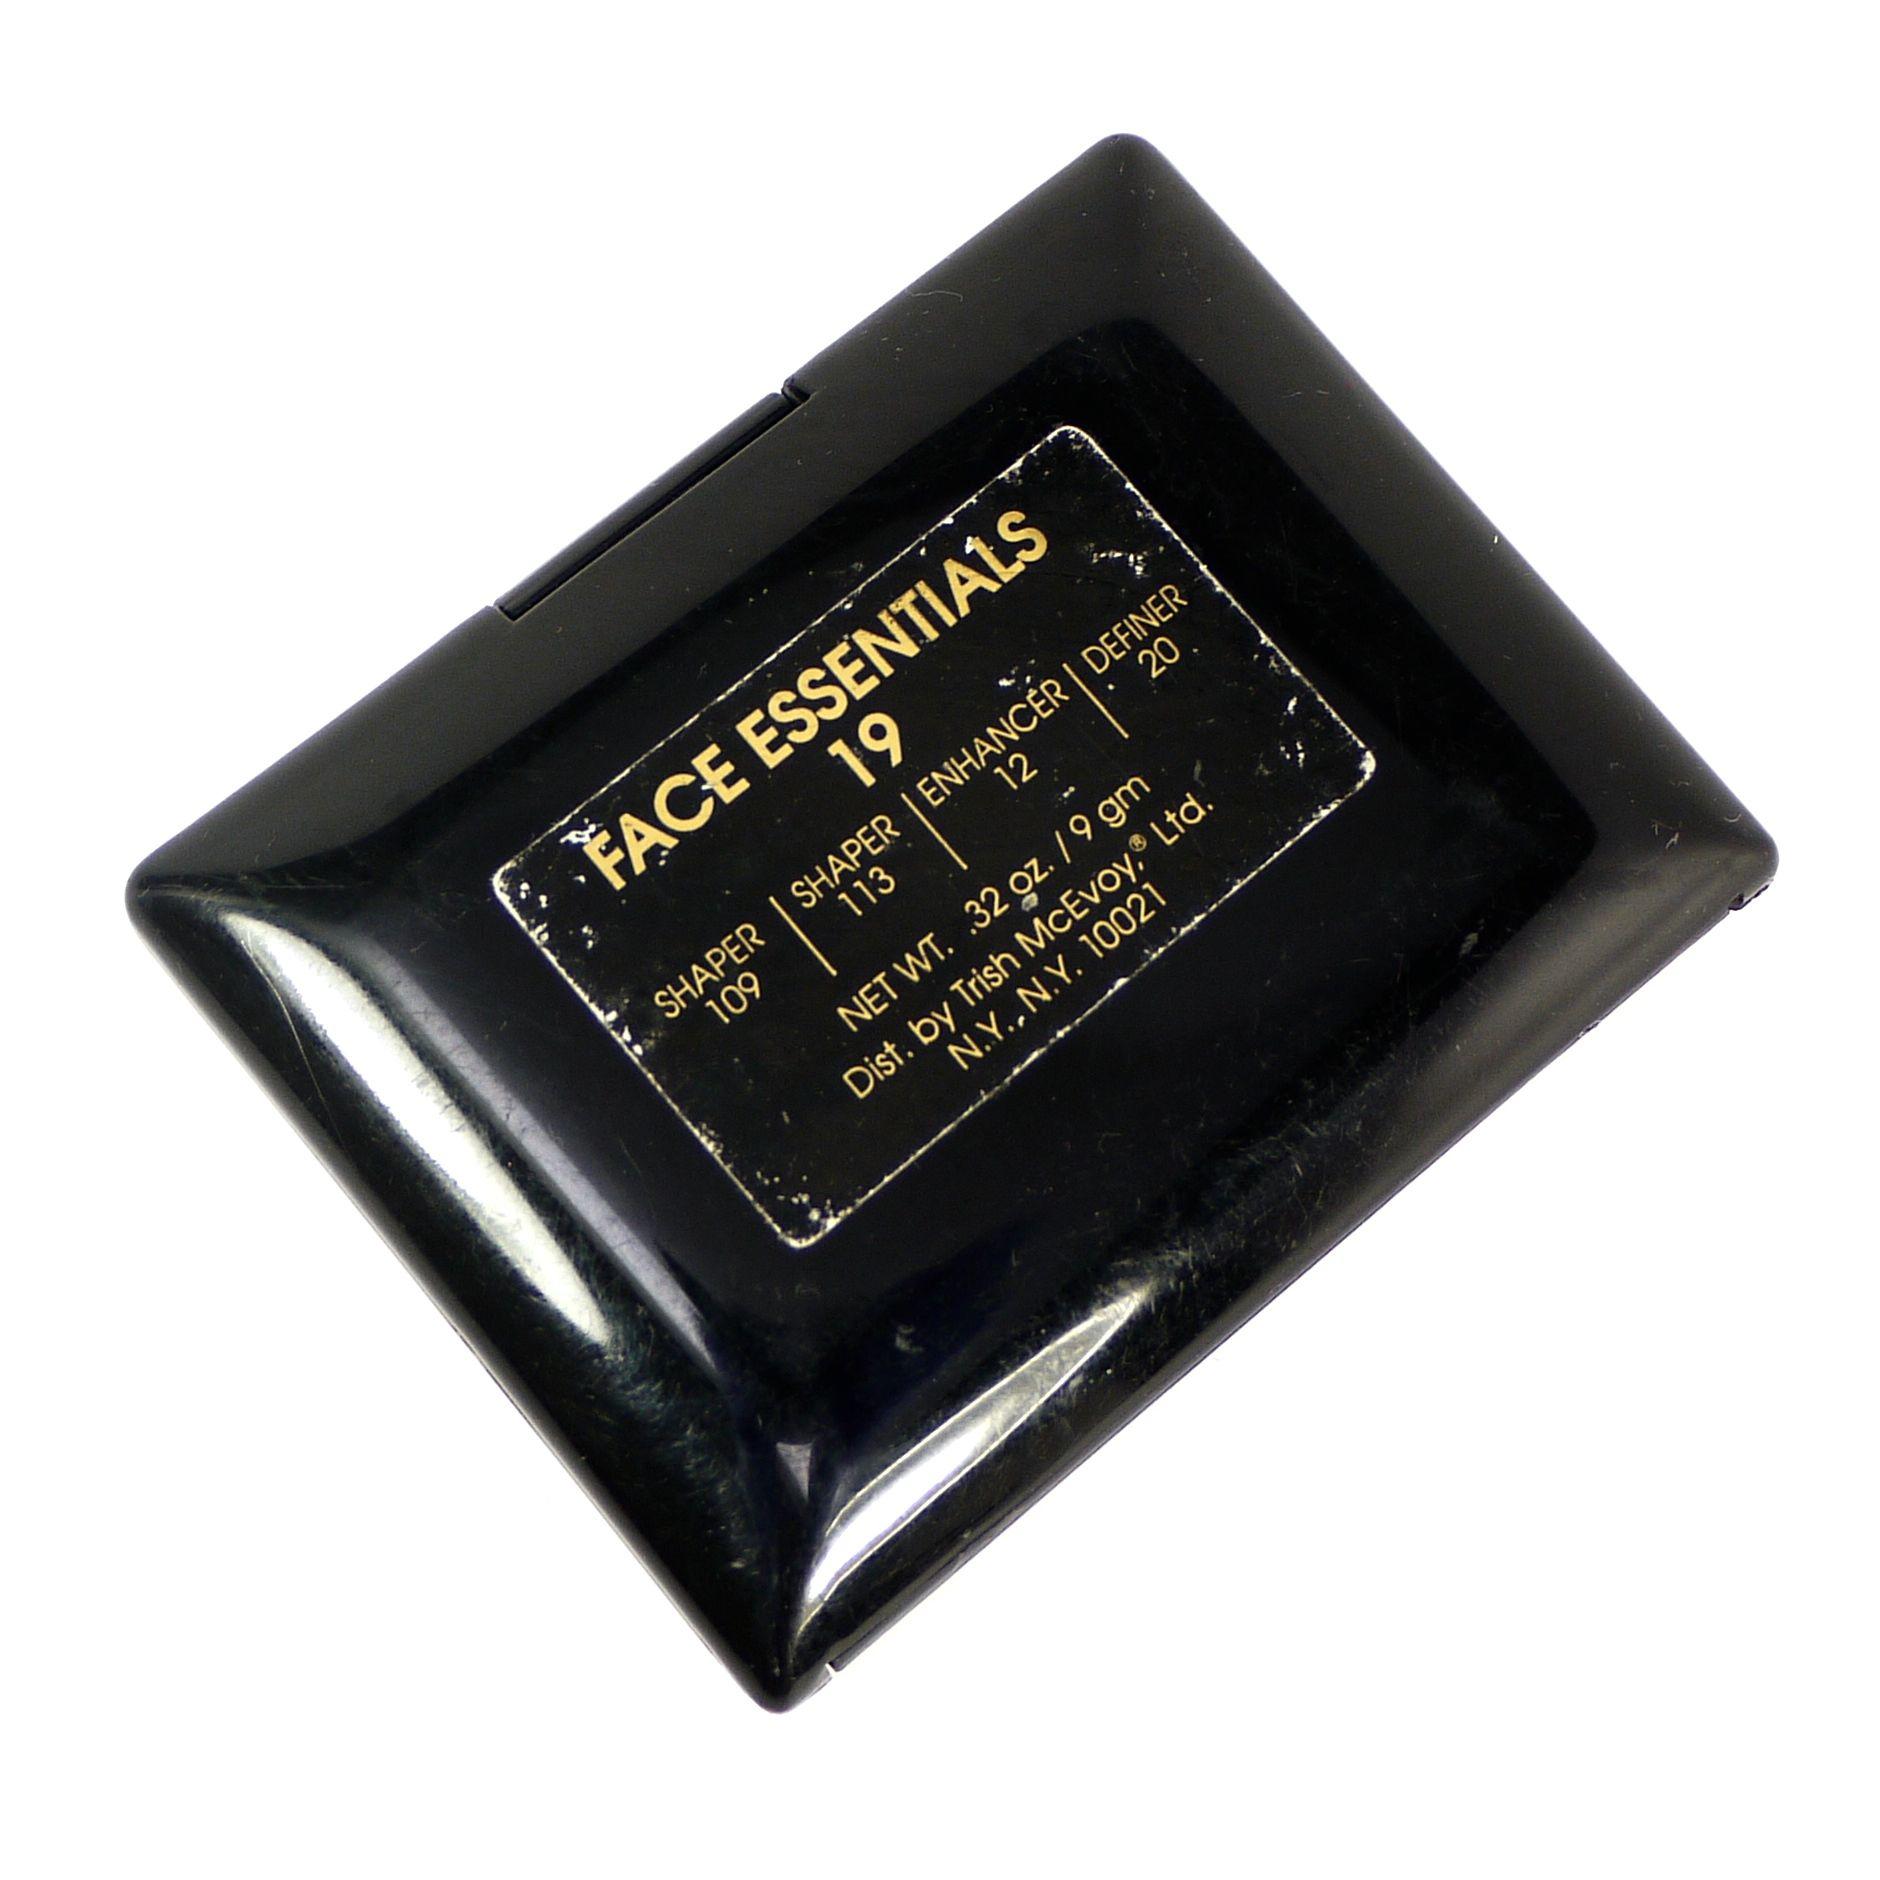 FACE ESSENTIALS
19
SHAPER | SHAPER | ENHANCER | DEFINER
109 113 12 20
NET WT. .32 oz. / 9 gm
Dist. by Trish McEvoy,® Ltd.
N.Y., N.Y. 10021